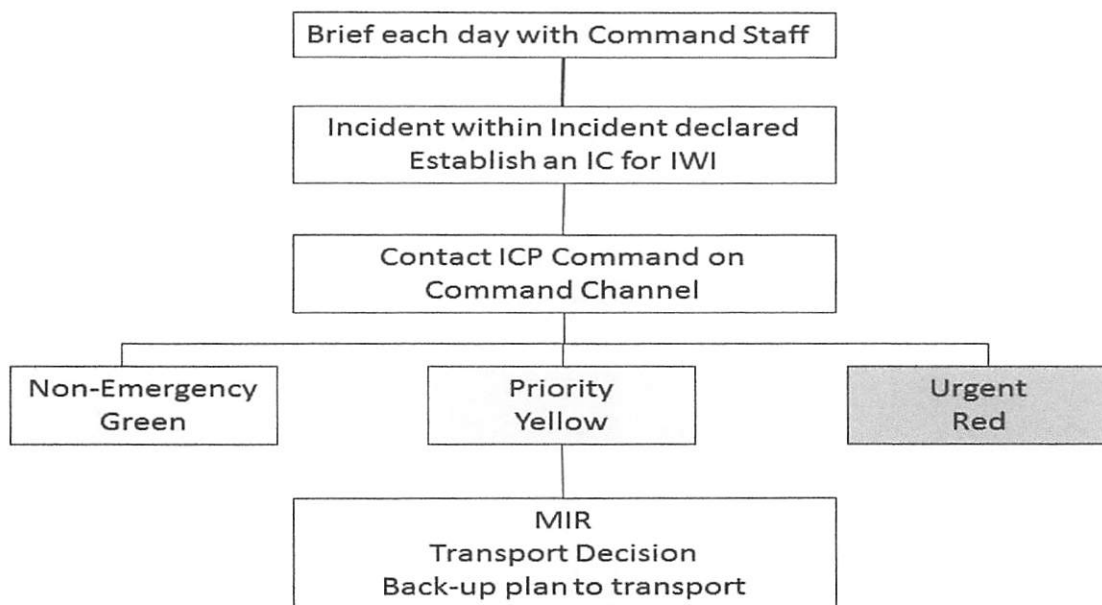 Brief each day with Command Staff
Incident within Incident declared
Establish an IC for IWI
Contact ICP Command on
Command Channel
Non-Emergency
Green
Priority
Yellow
Urgent
Red
MIR
Transport Decision
Back-up plan to transport